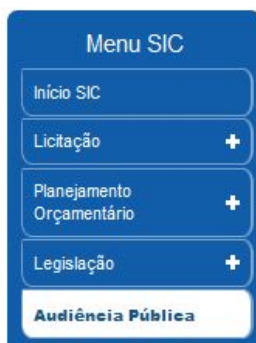 Menu SIC
Início SIC
Licitação +
Planejamento
Orçamentário +
Legislação +
Audiência Pública